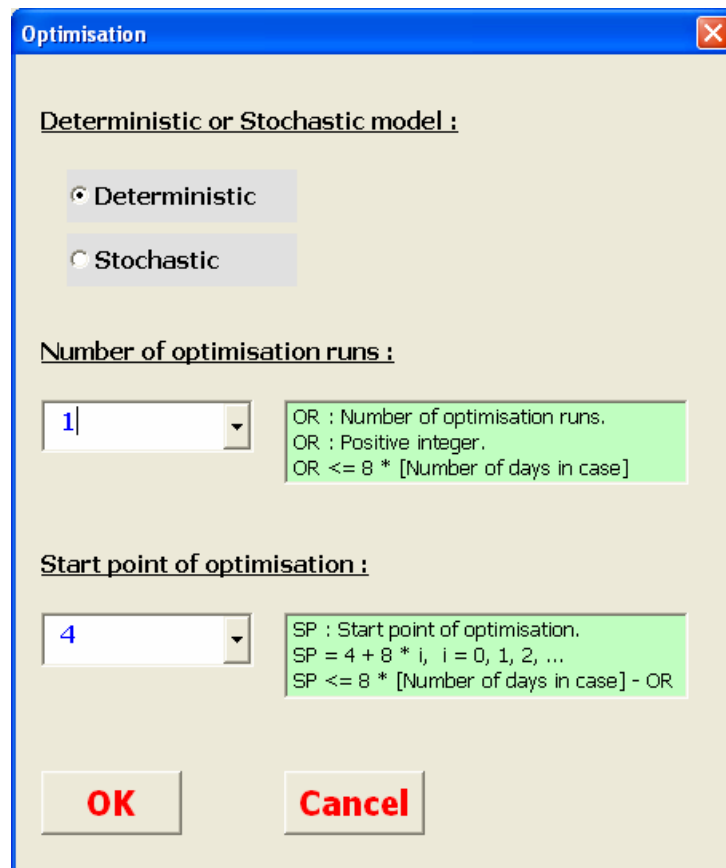 Optimisation
Deterministic or Stochastic model :
Deterministic
Stochastic
Number of optimisation runs :
1
OR : Number of optimisation runs.
OR : Positive integer.
OR <= 8 * [Number of days in case]
Start point of optimisation :
4
SP : Start point of optimisation.
SP = 4 + 8 * i,  i = 0, 1, 2, ...
SP <= 8 * [Number of days in case] - OR
OK
Cancel